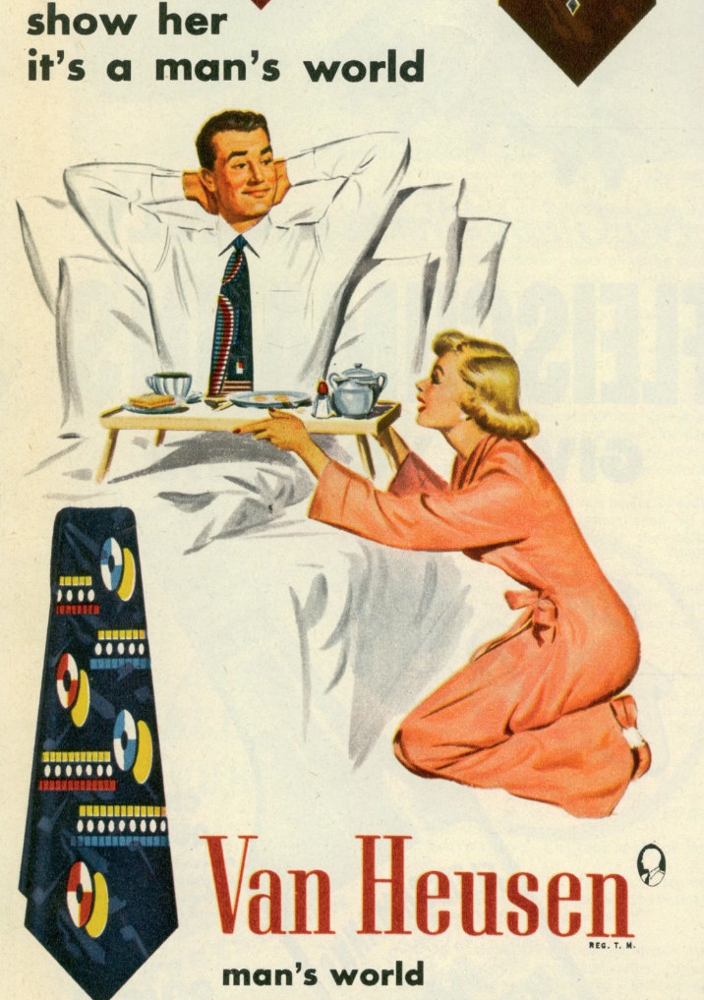 show her
it's a man's world
Van Heusen
REG. T. M.
man's world